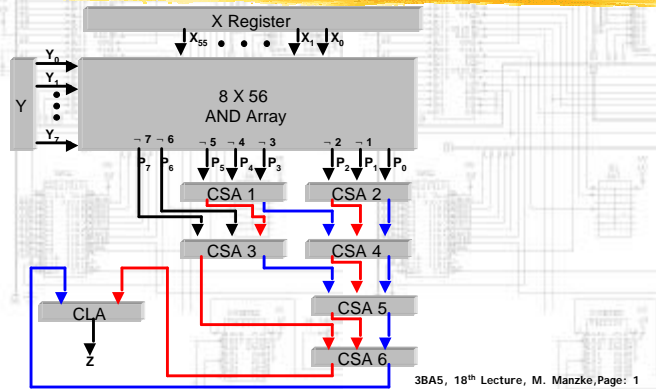 X Register
X55 • • • X1 X0
Y0
Y1
Y
Y7
8 X 56
AND Array
¬ 7 ¬ 6 ¬ 5 ¬ 4 ¬ 3 ¬ 2 ¬ 1
P7 P6 P5 P4 P3 P2 P1 P0
CSA 1 CSA 2
CSA 3 CSA 4
CLA CSA 5
Z CSA 6
3BA5, 18th Lecture, M. Manzke,Page: 1